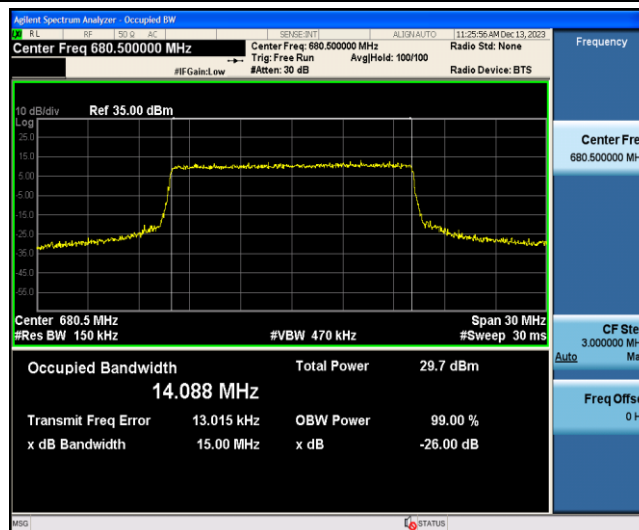 Agilent Spectrum Analyzer - Occupied BW
RL RF 50 Ω AC SENSE:INT ALIGN AUTO 11:25:56 AM Dec 13, 2023
Center Freq 680.500000 MHz
Center Freq: 680.500000 MHz Radio Std: None
Trig: Free Run Avg|Hold: 100/100
#IFGain:Low #Atten: 30 dB Radio Device: BTS
10 dB/div Ref 35.00 dBm
Log
25.0
15.0
5.00
-5.00
-15.0
-25.0
-35.0
-45.0
-55.0
Center 680.5 MHz Span 30 MHz
#Res BW 150 kHz #VBW 470 kHz #Sweep 30 ms
Occupied Bandwidth Total Power 29.7 dBm
14.088 MHz
Transmit Freq Error 13.015 kHz OBW Power 99.00 %
x dB Bandwidth 15.00 MHz x dB -26.00 dB
MSG STATUS
Frequency
Center Fre
680.500000 MH
CF Ste
3.000000 MH
Auto Ma
Freq Offse
0 H